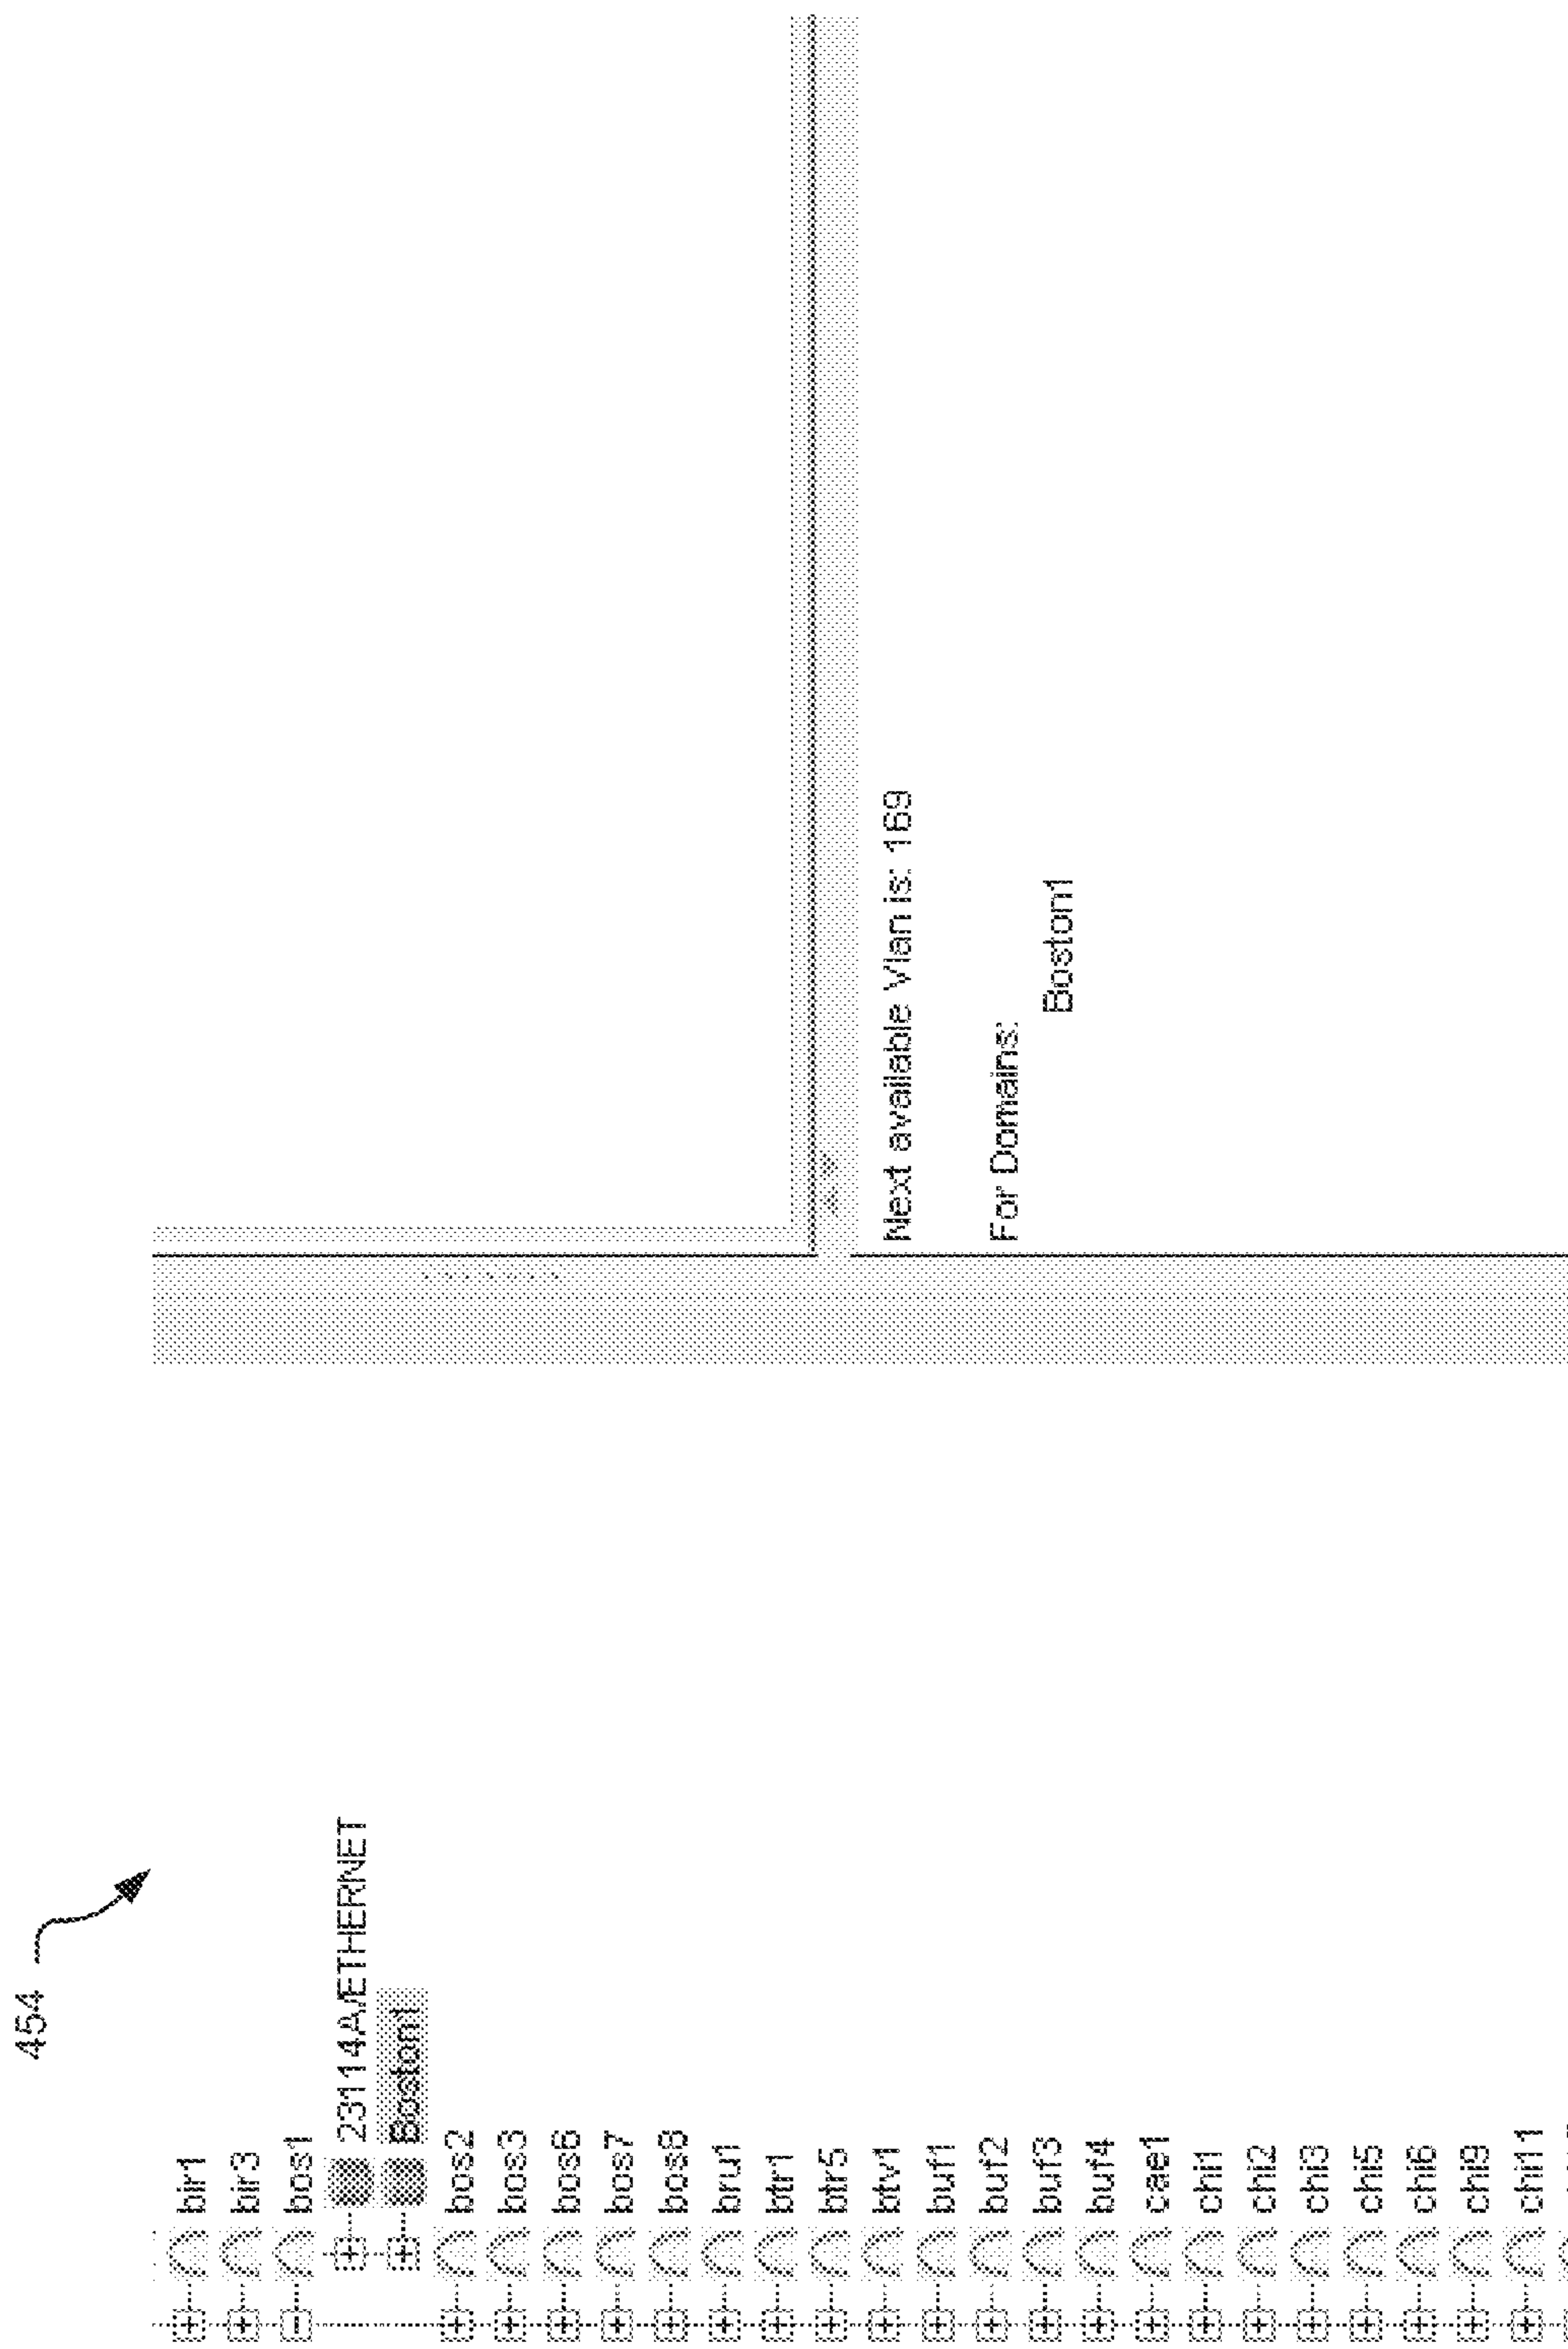 454
bir1
bir3
bos1
23114A/ETHERNET
Boston1
bos2
bos3
bos6
bos7
bos8
bru1
btr1
btr5
btv1
buf1
buf2
buf3
buf4
cae1
chi1
chi2
chi3
chi5
chi6
chi9
chi11
Next available Vlan is: 169
For Domains:
Boston1